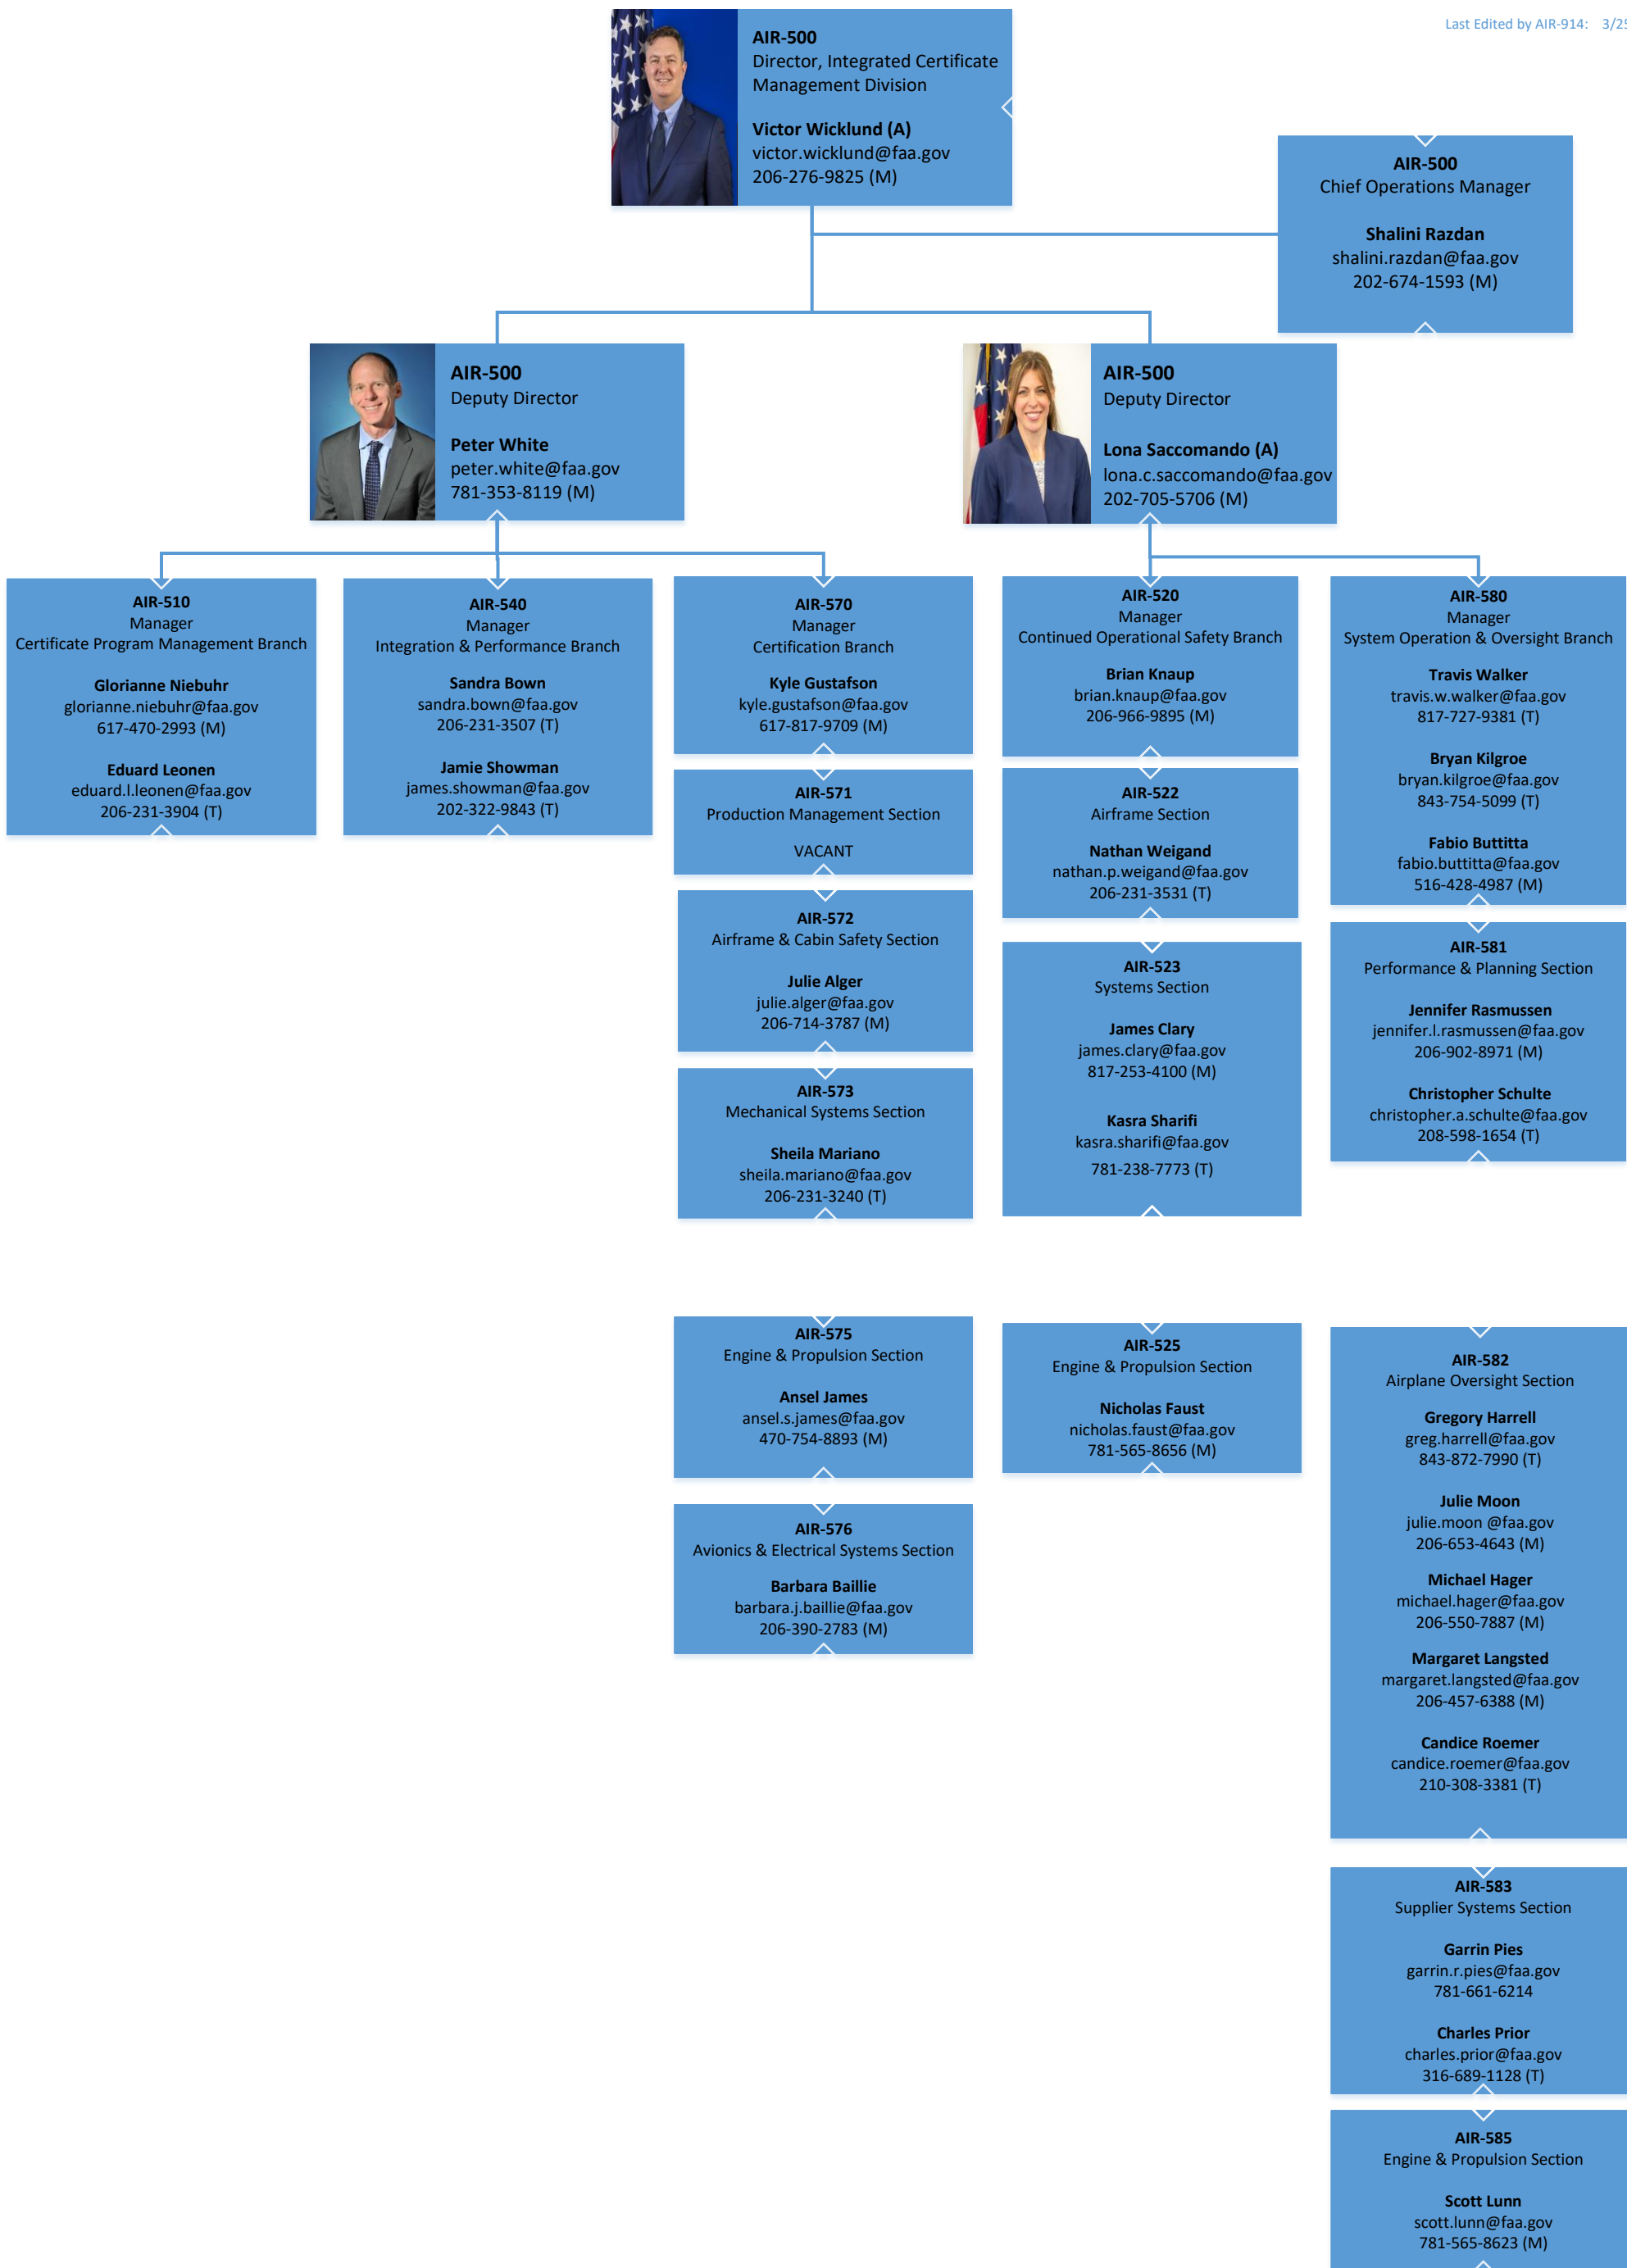 Last Edited by AIR-914: 3/25
AIR-500
Director, Integrated Certificate
Management Division
Victor Wicklund (A)
victor.wicklund@faa.gov
206-276-9825 (M)
AIR-500
Chief Operations Manager
Shalini Razdan
shalini.razdan@faa.gov
202-674-1593 (M)
AIR-500
Deputy Director
Peter White
peter.white@faa.gov
781-353-8119 (M)
AIR-500
Deputy Director
Lona Saccomando (A)
lona.c.saccomando@faa.gov
202-705-5706 (M)
AIR-510
Manager
Certificate Program Management Branch
Glorianne Niebuhr
glorianne.niebuhr@faa.gov
617-470-2993 (M)
Eduard Leonen
eduard.l.leonen@faa.gov
206-231-3904 (T)
AIR-540
Manager
Integration & Performance Branch
Sandra Bown
sandra.bown@faa.gov
206-231-3507 (T)
Jamie Showman
james.showman@faa.gov
202-322-9843 (T)
AIR-570
Manager
Certification Branch
Kyle Gustafson
kyle.gustafson@faa.gov
617-817-9709 (M)
AIR-571
Production Management Section
VACANT
AIR-572
Airframe & Cabin Safety Section
Julie Alger
julie.alger@faa.gov
206-714-3787 (M)
AIR-573
Mechanical Systems Section
Sheila Mariano
sheila.mariano@faa.gov
206-231-3240 (T)
AIR-575
Engine & Propulsion Section
Ansel James
ansel.s.james@faa.gov
470-754-8893 (M)
AIR-576
Avionics & Electrical Systems Section
Barbara Baillie
barbara.j.baillie@faa.gov
206-390-2783 (M)
AIR-520
Manager
Continued Operational Safety Branch
Brian Knaup
brian.knaup@faa.gov
206-966-9895 (M)
AIR-522
Airframe Section
Nathan Weigand
nathan.p.weigand@faa.gov
206-231-3531 (T)
AIR-523
Systems Section
James Clary
james.clary@faa.gov
817-253-4100 (M)
Kasra Sharifi
kasra.sharifi@faa.gov
781-238-7773 (T)
AIR-525
Engine & Propulsion Section
Nicholas Faust
nicholas.faust@faa.gov
781-565-8656 (M)
AIR-580
Manager
System Operation & Oversight Branch
Travis Walker
travis.w.walker@faa.gov
817-727-9381 (T)
Bryan Kilgroe
bryan.kilgroe@faa.gov
843-754-5099 (T)
Fabio Buttitta
fabio.buttitta@faa.gov
516-428-4987 (M)
AIR-581
Performance & Planning Section
Jennifer Rasmussen
jennifer.l.rasmussen@faa.gov
206-902-8971 (M)
Christopher Schulte
christopher.a.schulte@faa.gov
208-598-1654 (T)
AIR-582
Airplane Oversight Section
Gregory Harrell
greg.harrell@faa.gov
843-872-7990 (T)
Julie Moon
julie.moon @faa.gov
206-653-4643 (M)
Michael Hager
michael.hager@faa.gov
206-550-7887 (M)
Margaret Langsted
margaret.langsted@faa.gov
206-457-6388 (M)
Candice Roemer
candice.roemer@faa.gov
210-308-3381 (T)
AIR-583
Supplier Systems Section
Garrin Pies
garrin.r.pies@faa.gov
781-661-6214
Charles Prior
charles.prior@faa.gov
316-689-1128 (T)
AIR-585
Engine & Propulsion Section
Scott Lunn
scott.lunn@faa.gov
781-565-8623 (M)